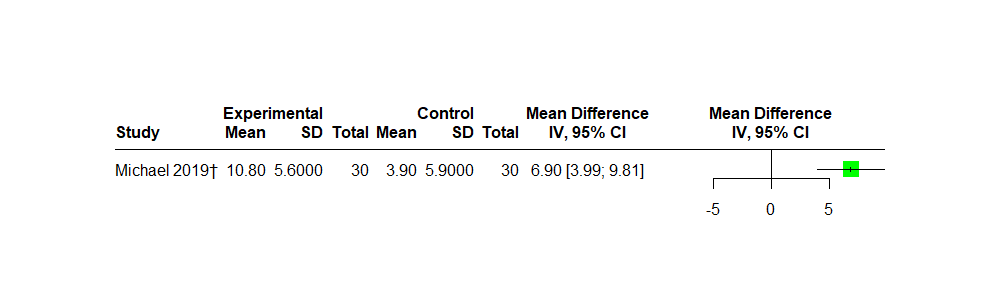 Experimental Control Mean Difference Mean Difference
Study Mean SD Total Mean SD Total IV, 95% CI IV, 95% CI
Michael 2019† 10.80 5.6000 30 3.90 5.9000 30 6.90 [3.99; 9.81]
-5 0 5